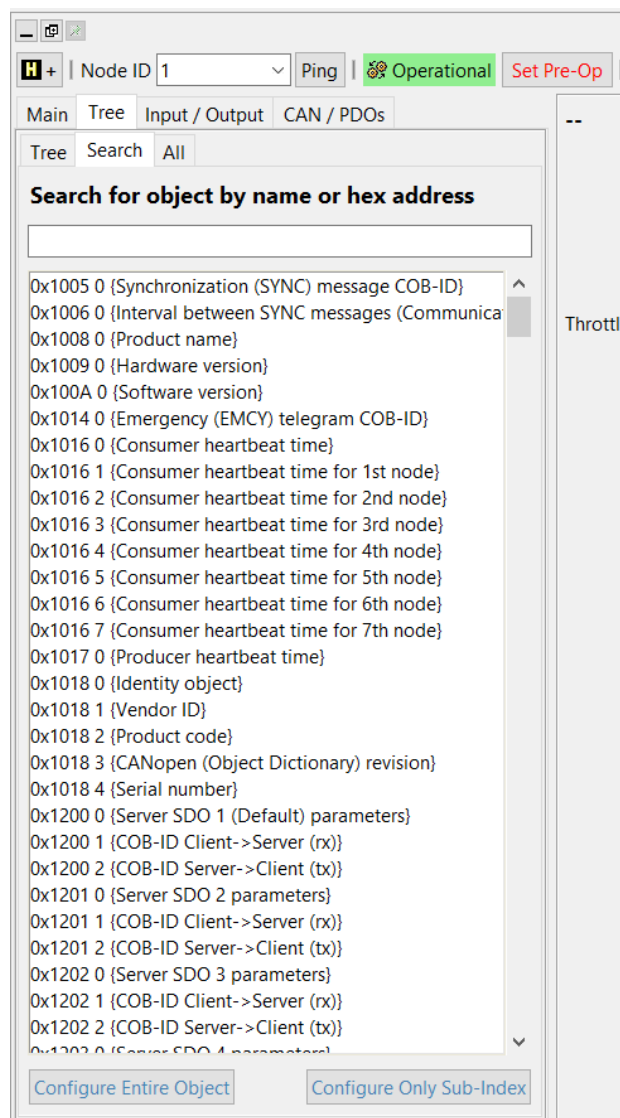 H + | Node ID 1 Ping | Operational Set Pre-Op
Main Tree Input / Output CAN / PDOs
--
Tree Search All
Search for object by name or hex address
0x1005 0 {Synchronization (SYNC) message COB-ID}
0x1006 0 {Interval between SYNC messages (Communica
0x1008 0 {Product name}
Throttl
0x1009 0 {Hardware version}
0x100A 0 {Software version}
0x1014 0 {Emergency (EMCY) telegram COB-ID}
0x1016 0 {Consumer heartbeat time}
0x1016 1 {Consumer heartbeat time for 1st node}
0x1016 2 {Consumer heartbeat time for 2nd node}
0x1016 3 {Consumer heartbeat time for 3rd node}
0x1016 4 {Consumer heartbeat time for 4th node}
0x1016 5 {Consumer heartbeat time for 5th node}
0x1016 6 {Consumer heartbeat time for 6th node}
0x1016 7 {Consumer heartbeat time for 7th node}
0x1017 0 {Producer heartbeat time}
0x1018 0 {Identity object}
0x1018 1 {Vendor ID}
0x1018 2 {Product code}
0x1018 3 {CANopen (Object Dictionary) revision}
0x1018 4 {Serial number}
0x1200 0 {Server SDO 1 (Default) parameters}
0x1200 1 {COB-ID Client->Server (rx)}
0x1200 2 {COB-ID Server->Client (tx)}
0x1201 0 {Server SDO 2 parameters}
0x1201 1 {COB-ID Client->Server (rx)}
0x1201 2 {COB-ID Server->Client (tx)}
0x1202 0 {Server SDO 3 parameters}
0x1202 1 {COB-ID Client->Server (rx)}
0x1202 2 {COB-ID Server->Client (tx)}
0x1203 0 {Server SDO 4 parameters}
Configure Entire Object Configure Only Sub-Index